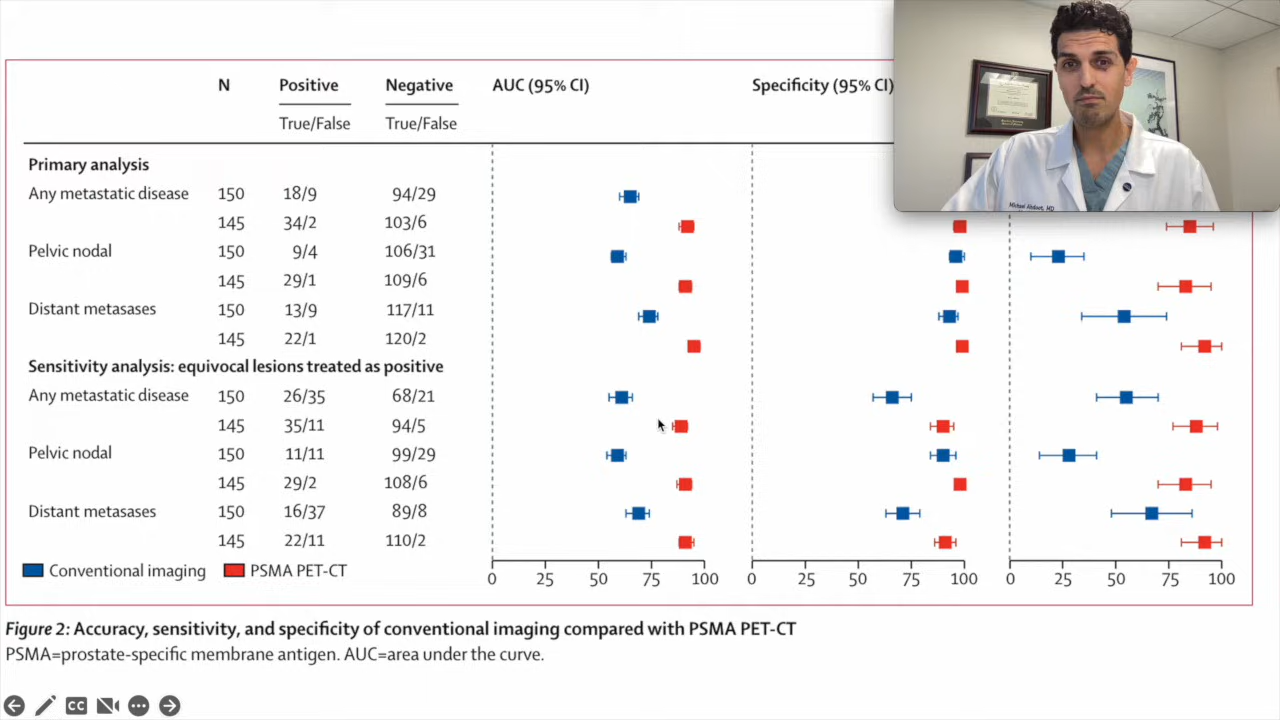 N Positive Negative AUC (95% CI) Specificity (95% CI)
True/False True/False
Primary analysis
Any metastatic disease 150 18/9 94/29
145 34/2 103/6
Pelvic nodal 150 9/4 106/31
145 29/1 109/6
Distant metasases 150 13/9 117/11
145 22/1 120/2
Sensitivity analysis: equivocal lesions treated as positive
Any metastatic disease 150 26/35 68/21
145 35/11 94/5
Pelvic nodal 150 11/11 99/29
145 29/2 108/6
Distant metasases 150 16/37 89/8
145 22/11 110/2
Conventional imaging PSMA PET-CT
0 25 50 75 100 0 25 50 75 100 0 25 50 75 100
Figure 2: Accuracy, sensitivity, and specificity of conventional imaging compared with PSMA PET-CT
PSMA=prostate-specific membrane antigen. AUC=area under the curve.
CC